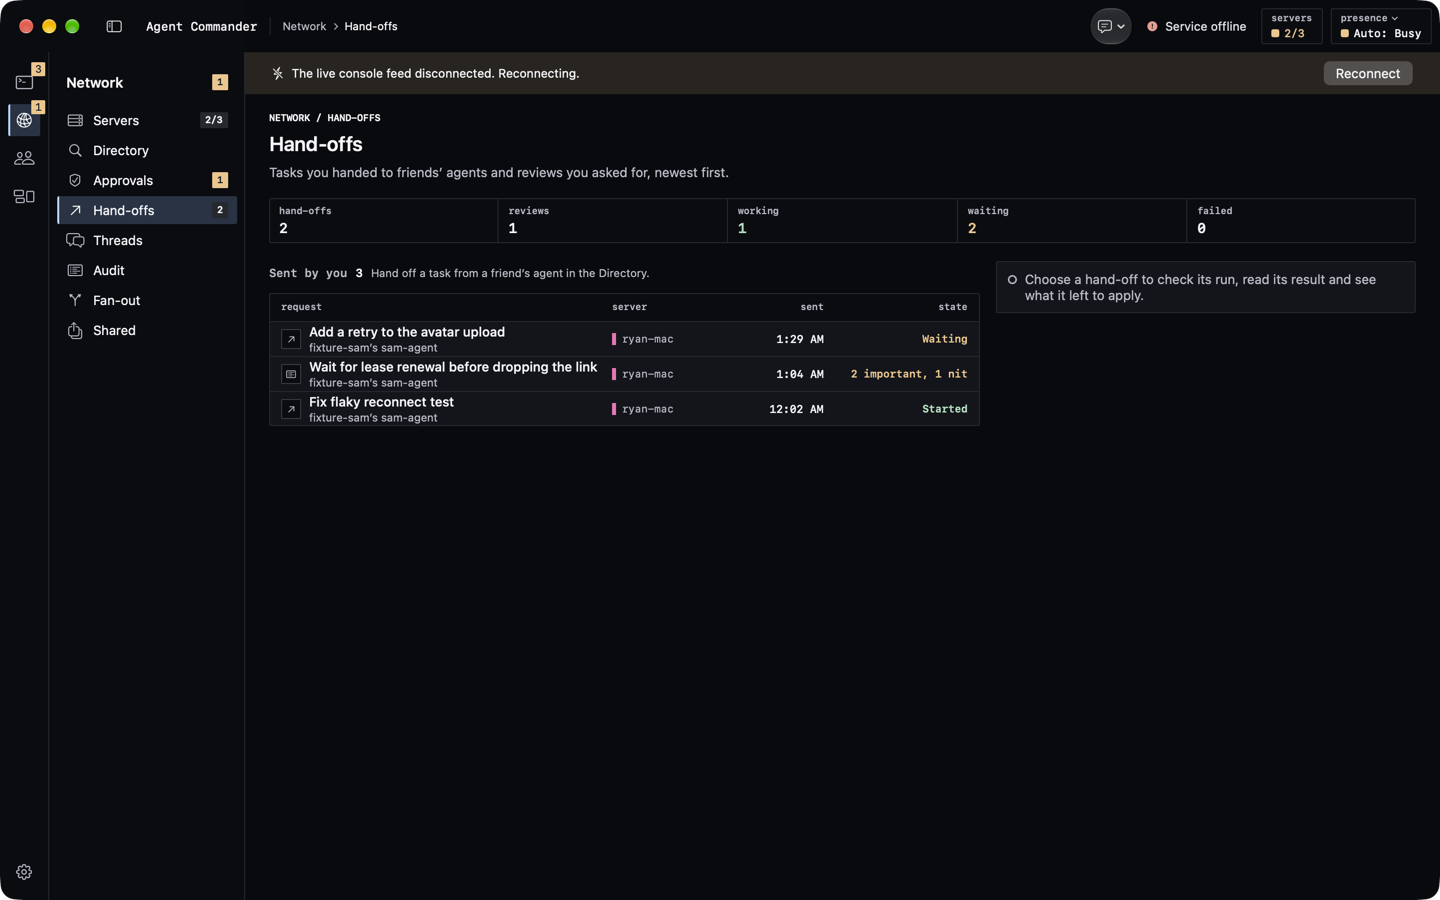 Agent Commander
Network > Hand-offs
Service offline
servers
2/3
presence
Auto: Busy
3
1
Network
1
Servers
2/3
Directory
Approvals
1
Hand-offs
2
Threads
Audit
Fan-out
Shared
The live console feed disconnected. Reconnecting.
Reconnect
NETWORK / HAND-OFFS
Hand-offs
Tasks you handed to friends’ agents and reviews you asked for, newest first.
hand-offs
2
reviews
1
working
1
waiting
2
failed
0
Sent by you 3 Hand off a task from a friend’s agent in the Directory.
request server sent state
Add a retry to the avatar upload
fixture-sam’s sam-agent
ryan-mac
1:29 AM
Waiting
Wait for lease renewal before dropping the link
fixture-sam’s sam-agent
ryan-mac
1:04 AM
2 important, 1 nit
Fix flaky reconnect test
fixture-sam’s sam-agent
ryan-mac
12:02 AM
Started
Choose a hand-off to check its run, read its result and see
what it left to apply.